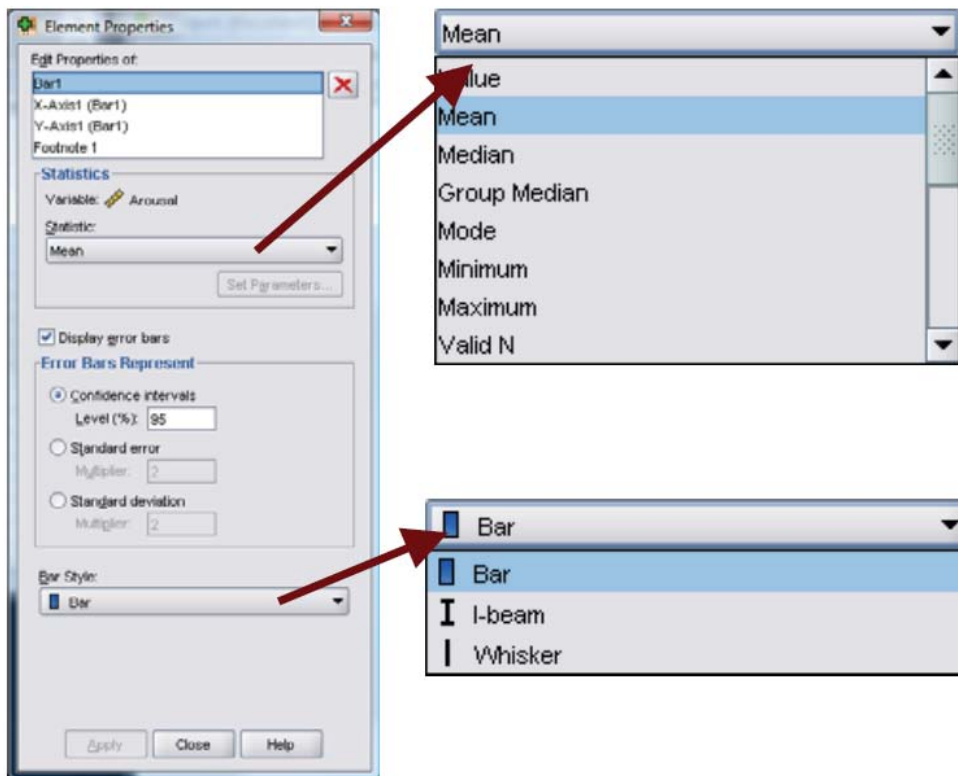 Element Properties
Edit Properties of:
Bar1
X-Axis1 (Bar1)
Y-Axis1 (Bar1)
Footnote 1
Statistics
Variable: Arousal
Statistic:
Mean
Set Parameters...
Display error bars
Error Bars Represent
Confidence intervals
Level (%): 95
Standard error
Multiplier: 2
Standard deviation
Multiplier: 2
Bar Style:
Bar
Apply Close Help
Mean
Mean
Median
Group Median
Mode
Minimum
Maximum
Valid N
Bar
Bar
I-beam
Whisker